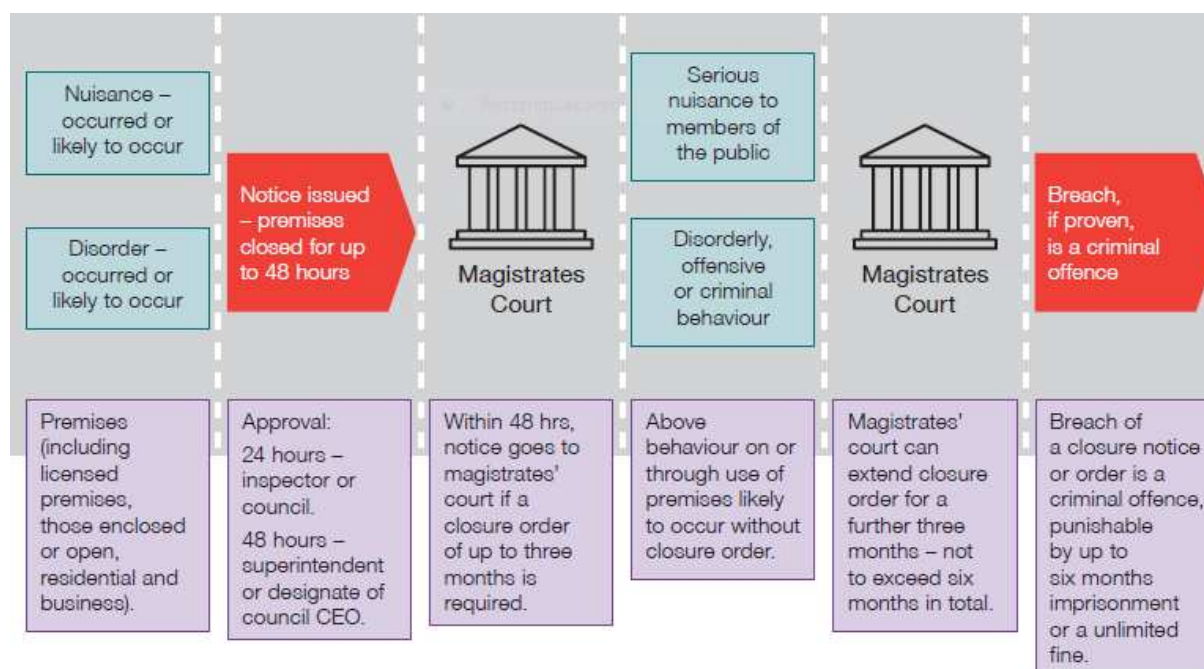 Nuisance –
occurred or
likely to occur
Disorder –
occurred or
likely to occur
Notice issued
– premises
closed for up
to 48 hours
Magistrates
Court
Serious
nuisance to
members of
the public
Disorderly,
offensive
or criminal
behaviour
Magistrates
Court
Breach,
if proven,
is a criminal
offence
Premises
(including
licensed
premises,
those enclosed
or open,
residential and
business).
Approval:
24 hours –
inspector or
council.
48 hours –
superintendent
or designate of
council CEO.
Within 48 hrs,
notice goes to
magistrates'
court if a
closure order
of up to three
months is
required.
Above
behaviour on or
through use of
premises likely
to occur without
closure order.
Magistrates'
court can
extend closure
order for a
further three
months – not
to exceed six
months in total.
Breach of
a closure notice
or order is a
criminal offence,
punishable
by up to
six months
imprisonment
or a unlimited
fine.